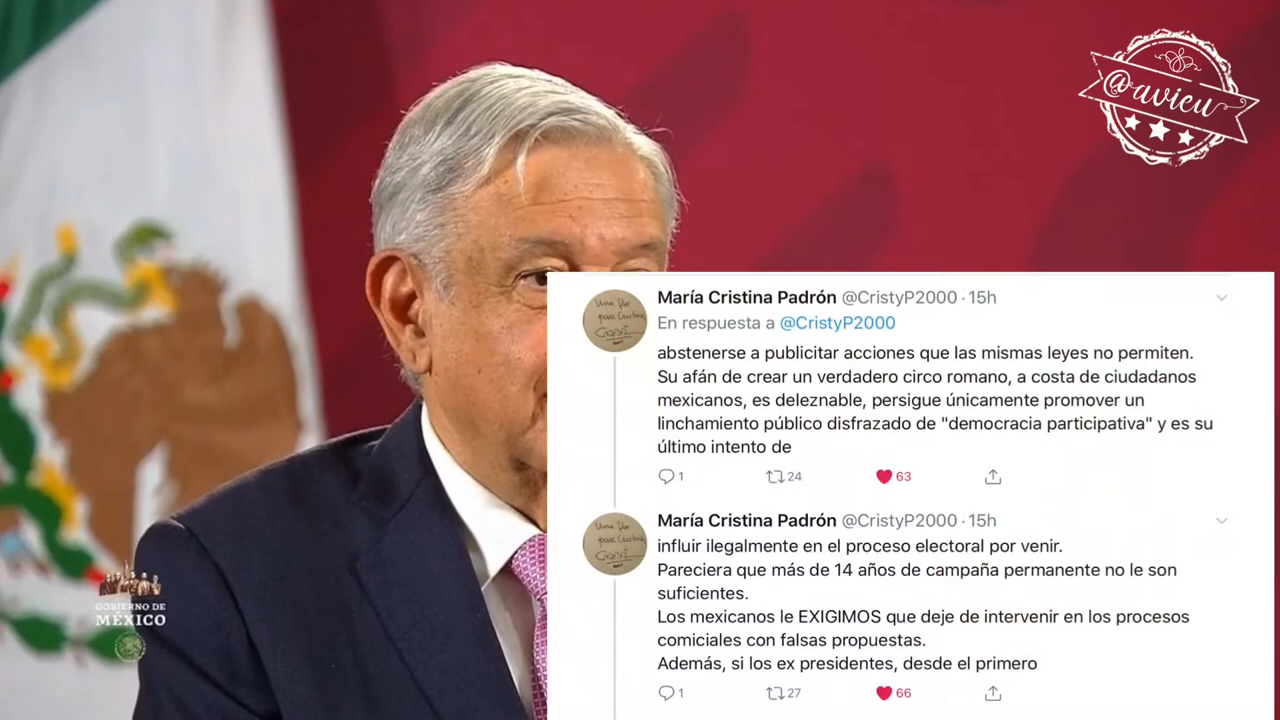 @avieu
María Cristina Padrón @CristyP2000 · 15h
En respuesta a @CristyP2000
abstenerse a publicitar acciones que las mismas leyes no permiten.
Su afán de crear un verdadero circo romano, a costa de ciudadanos
mexicanos, es deleznable, persigue únicamente promover un
linchamiento público disfrazado de "democracia participativa" y es su
último intento de
1 24 63
María Cristina Padrón @CristyP2000 · 15h
influir ilegalmente en el proceso electoral por venir.
Pareciera que más de 14 años de campaña permanente no le son
suficientes.
Los mexicanos le EXIGIMOS que deje de intervenir en los procesos
comiciales con falsas propuestas.
Además, si los ex presidentes, desde el primero
1 27 66
GOBIERNO DE
MÉXICO